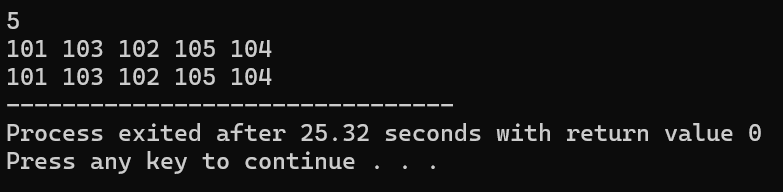 5
101 103 102 105 104
101 103 102 105 104
--------------------------------
Process exited after 25.32 seconds with return value 0
Press any key to continue . . .